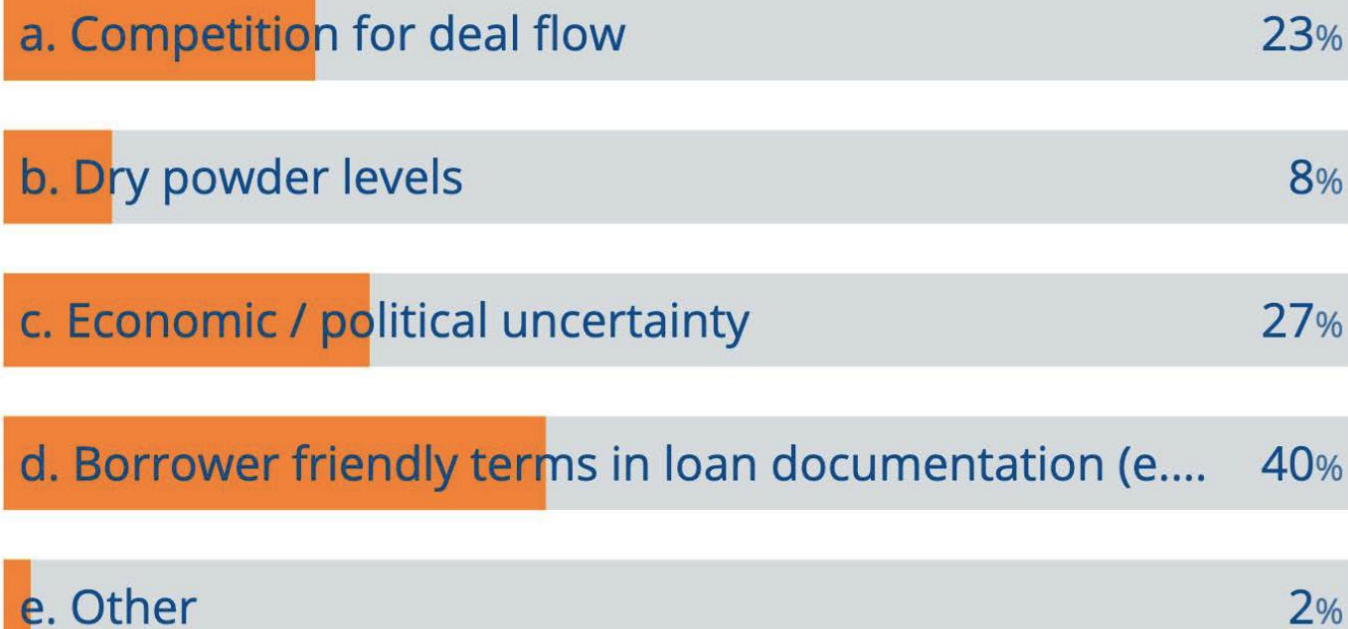 a. Competition for deal flow 23%
b. Dry powder levels 8%
c. Economic / political uncertainty 27%
d. Borrower friendly terms in loan documentation (e.... 40%
e. Other 2%